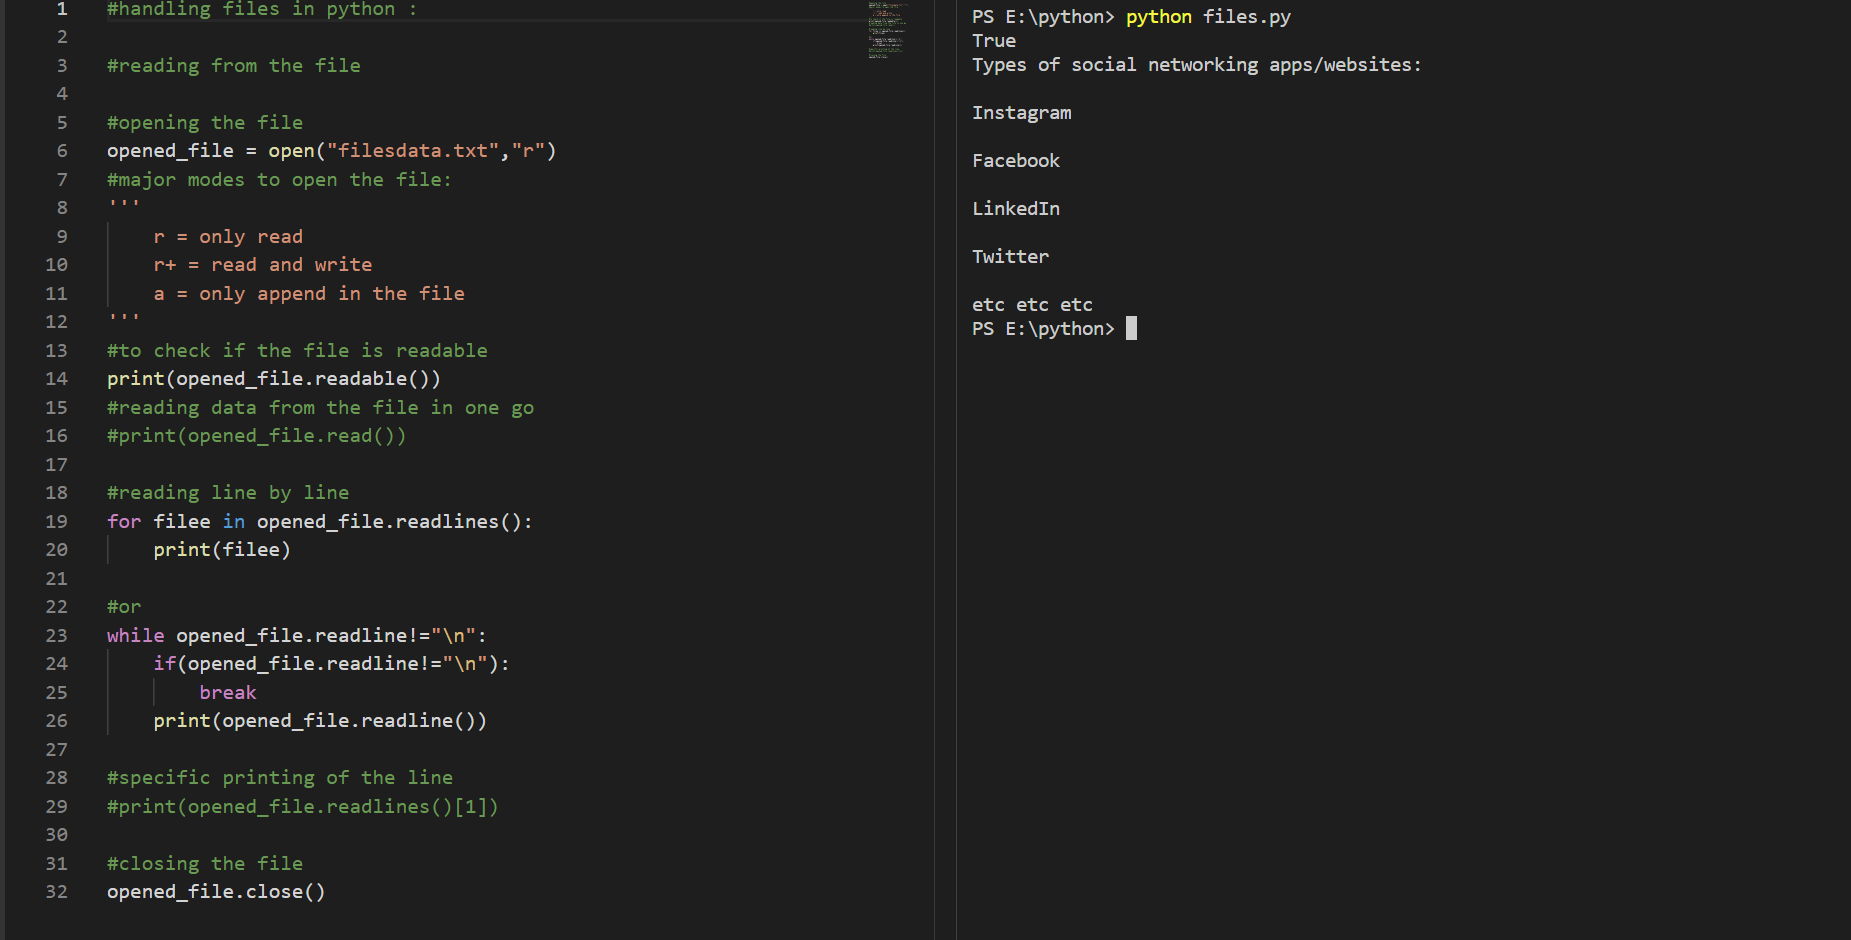 1 #handling files in python :
2
3 #reading from the file
4
5 #opening the file
6 opened_file = open("filesdata.txt","r")
7 #major modes to open the file:
8 '''
9     r = only read
10     r+ = read and write
11     a = only append in the file
12 '''
13 #to check if the file is readable
14 print(opened_file.readable())
15 #reading data from the file in one go
16 #print(opened_file.read())
17
18 #reading line by line
19 for filee in opened_file.readlines():
20     print(filee)
21
22 #or
23 while opened_file.readline!="\n":
24     if(opened_file.readline!="\n"):
25         break
26     print(opened_file.readline())
27
28 #specific printing of the line
29 #print(opened_file.readlines()[1])
30
31 #closing the file
32 opened_file.close()
PS E:\python> python files.py
True
Types of social networking apps/websites:
Instagram
Facebook
LinkedIn
Twitter
etc etc etc
PS E:\python>